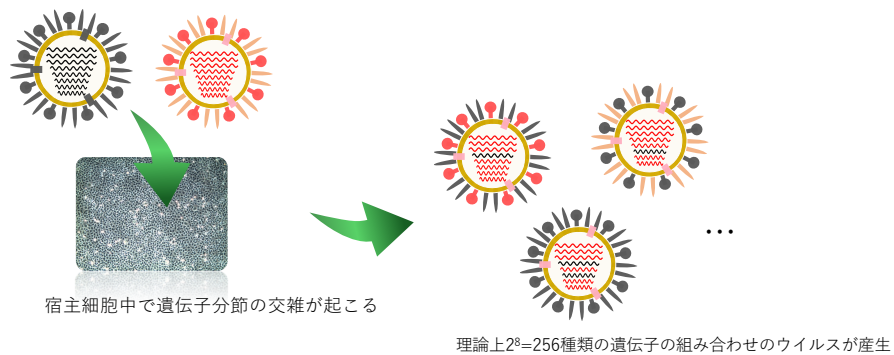 宿主細胞中で遺伝子分節の交雑が起こる
…
理論上2⁸=256種類の遺伝子の組み合わせのウイルスが産生